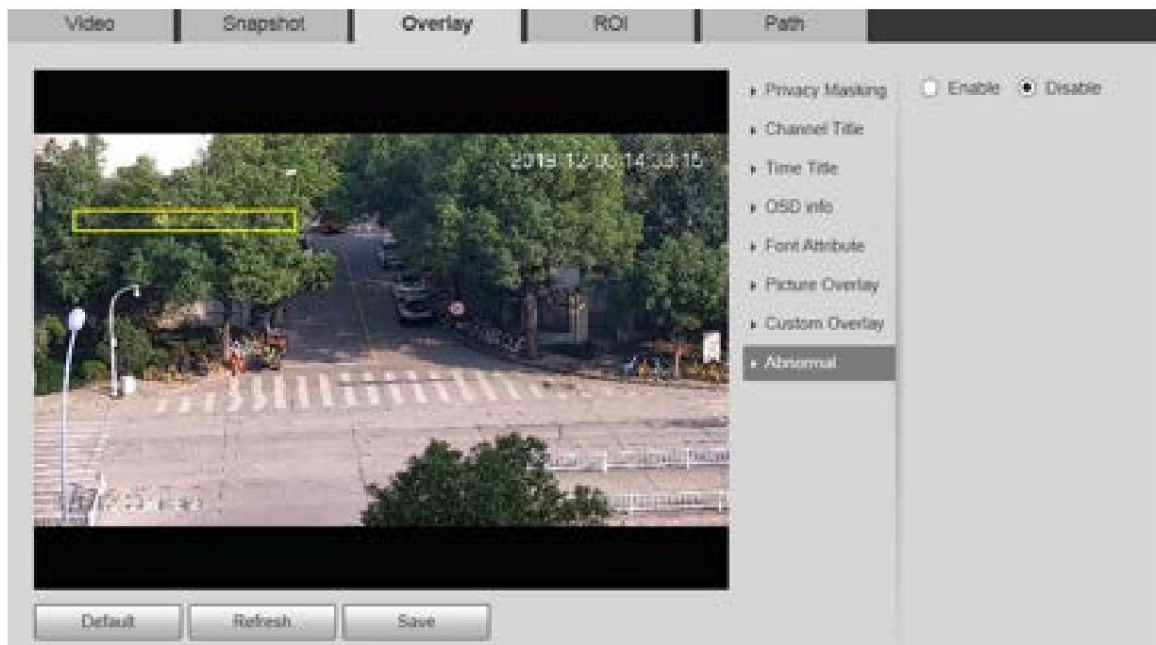 Video Snapshot Overlay ROI Path
Privacy Masking
Enable Disable
Channel Title
Time Title
OSD info
Font Attribute
Picture Overlay
Custom Overlay
Abnormal
Default Refresh Save